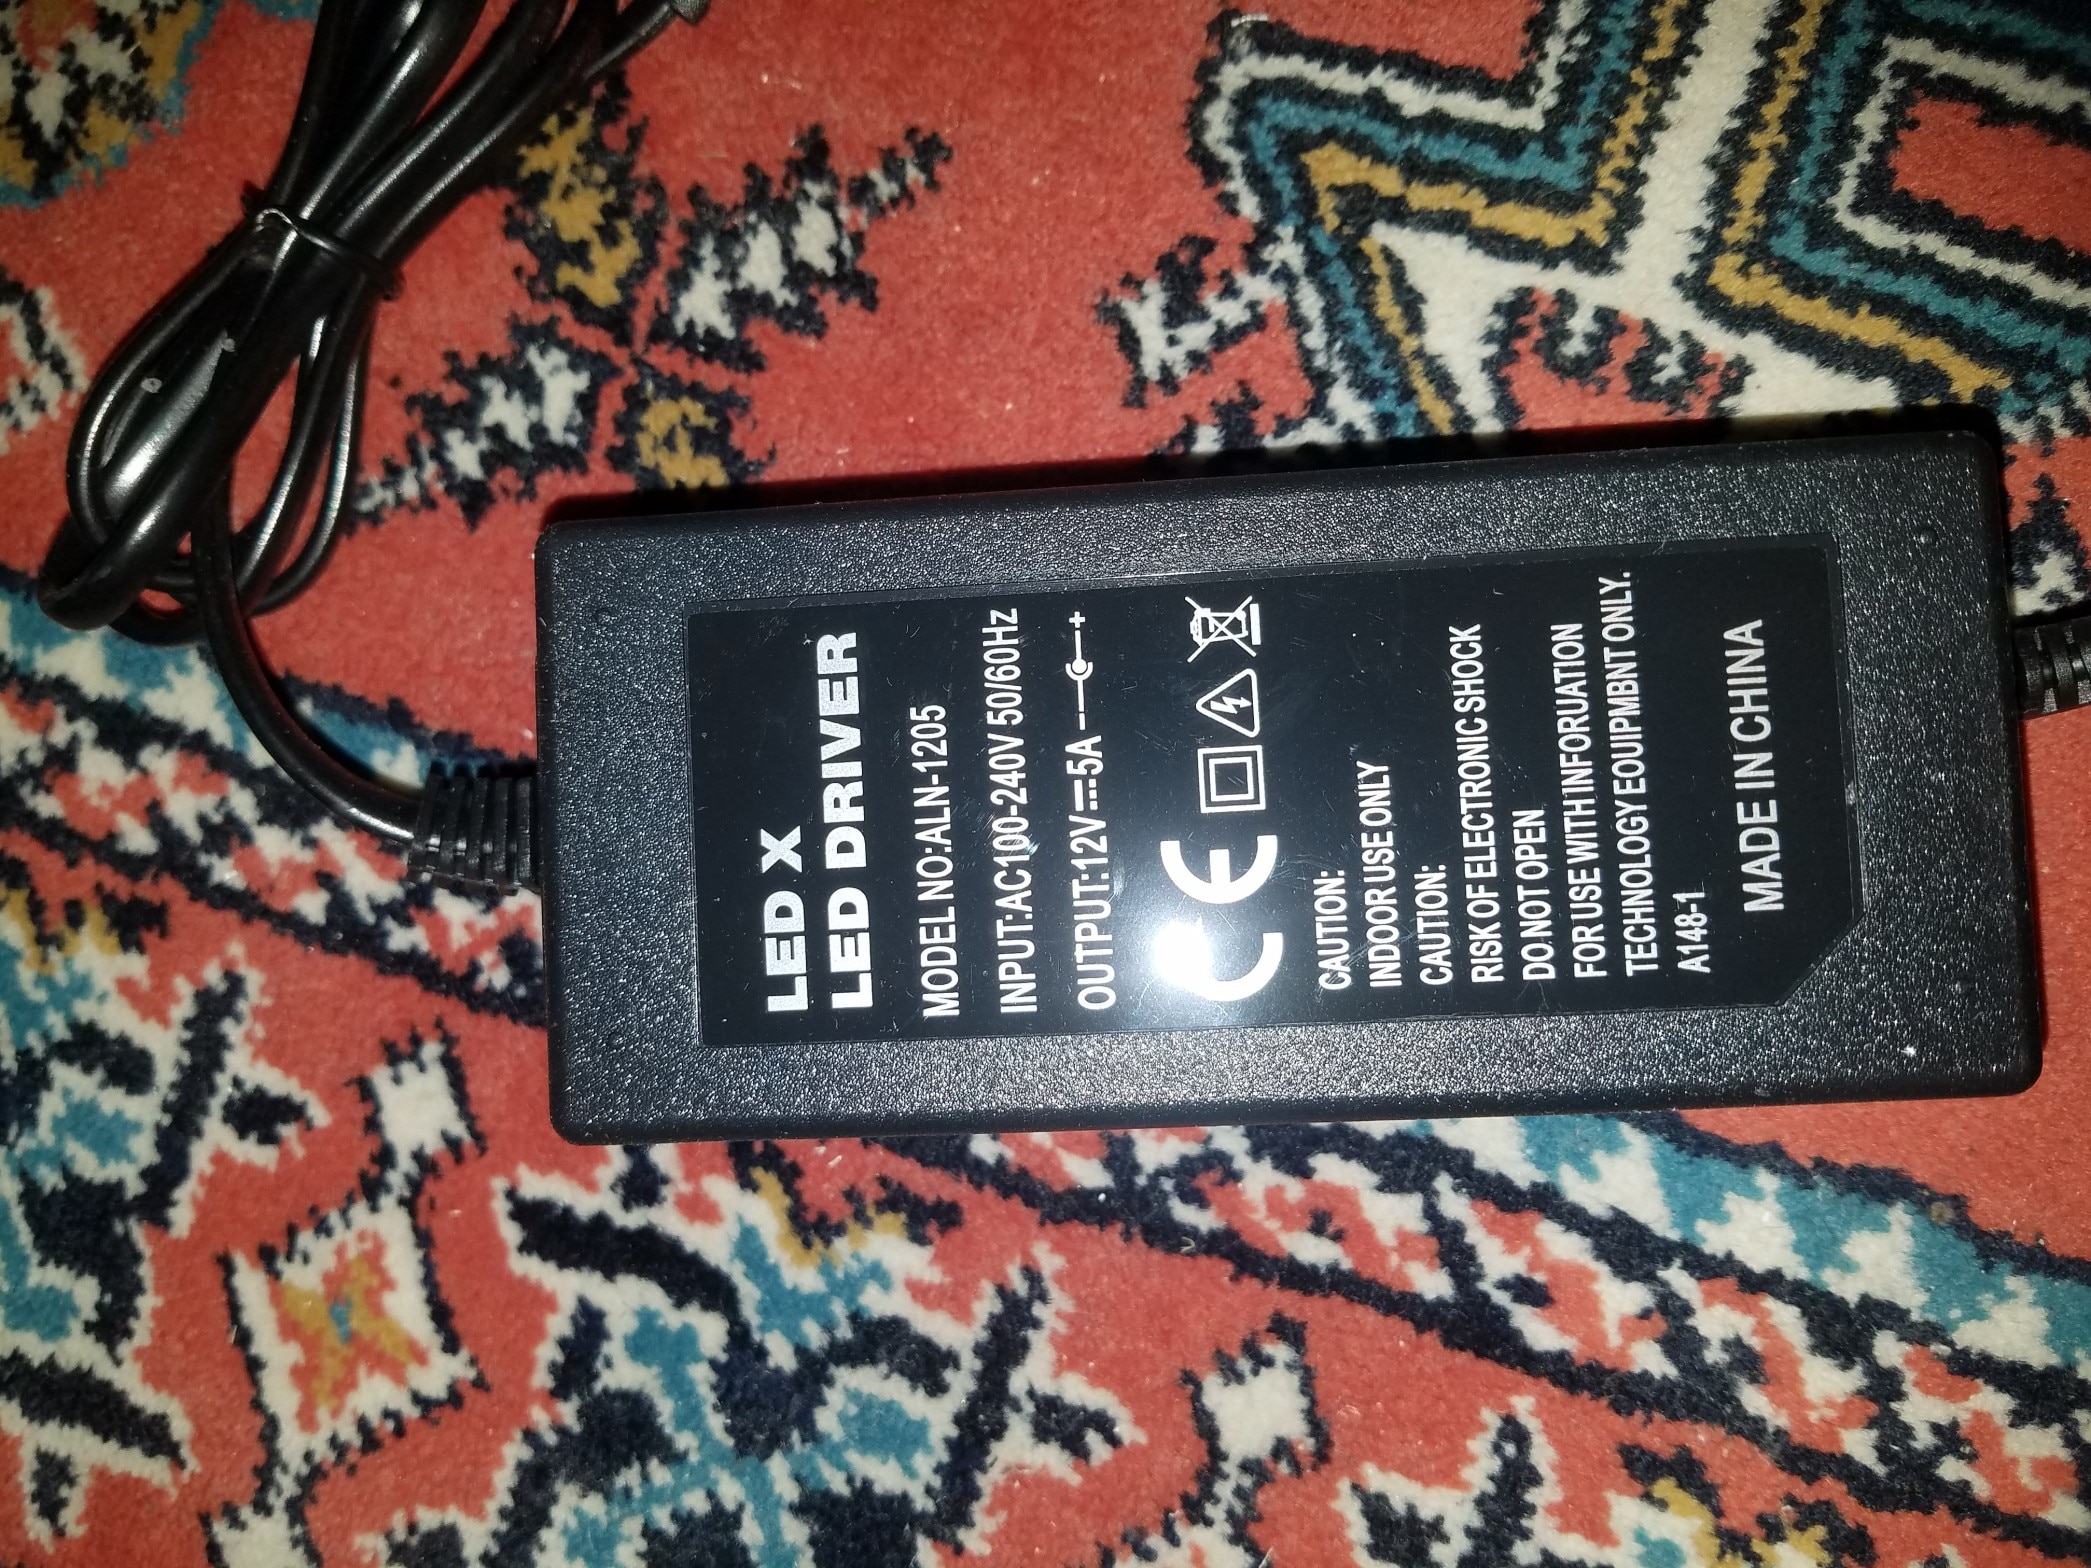 LED X
LED DRIVER
MODEL NO:ALN-1205
INPUT:AC100-240V 50/60Hz
OUTPUT:12V⎓5A - +
CE
CAUTION:
INDOOR USE ONLY
CAUTION:
RISK OF ELECTRONIC SHOCK
DO NOT OPEN
FOR USE WITH INFORUATION
TECHNOLOGY EQUIPMBNT ONLY.
A148-1
MADE IN CHINA